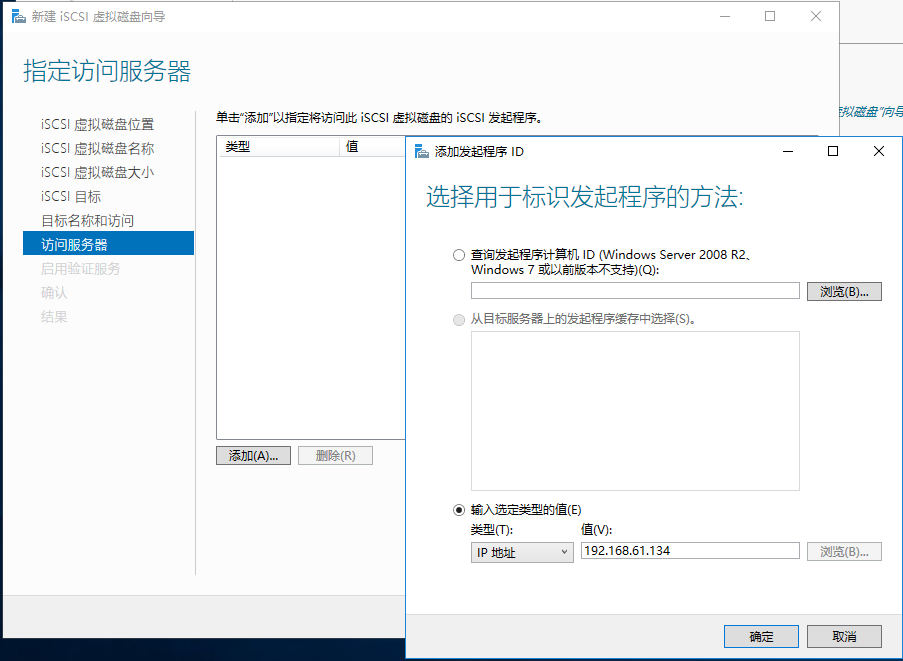 新建 iSCSI 虚拟磁盘向导
指定访问服务器
iSCSI 虚拟磁盘位置
iSCSI 虚拟磁盘名称
iSCSI 虚拟磁盘大小
iSCSI 目标
目标名称和访问
访问服务器
启用验证服务
确认
结果
单击“添加”以指定将访问此 iSCSI 虚拟磁盘的 iSCSI 发起程序。
类型
值
添加(A)...
删除(R)
拟磁盘”向导
添加发起程序 ID
选择用于标识发起程序的方法:
查询发起程序计算机 ID (Windows Server 2008 R2、
Windows 7 或以前版本不支持)(Q):
浏览(B)...
从目标服务器上的发起程序缓存中选择(S)。
输入选定类型的值(E)
类型(T):
值(V):
IP 地址
192.168.61.134
浏览(B)...
确定
取消